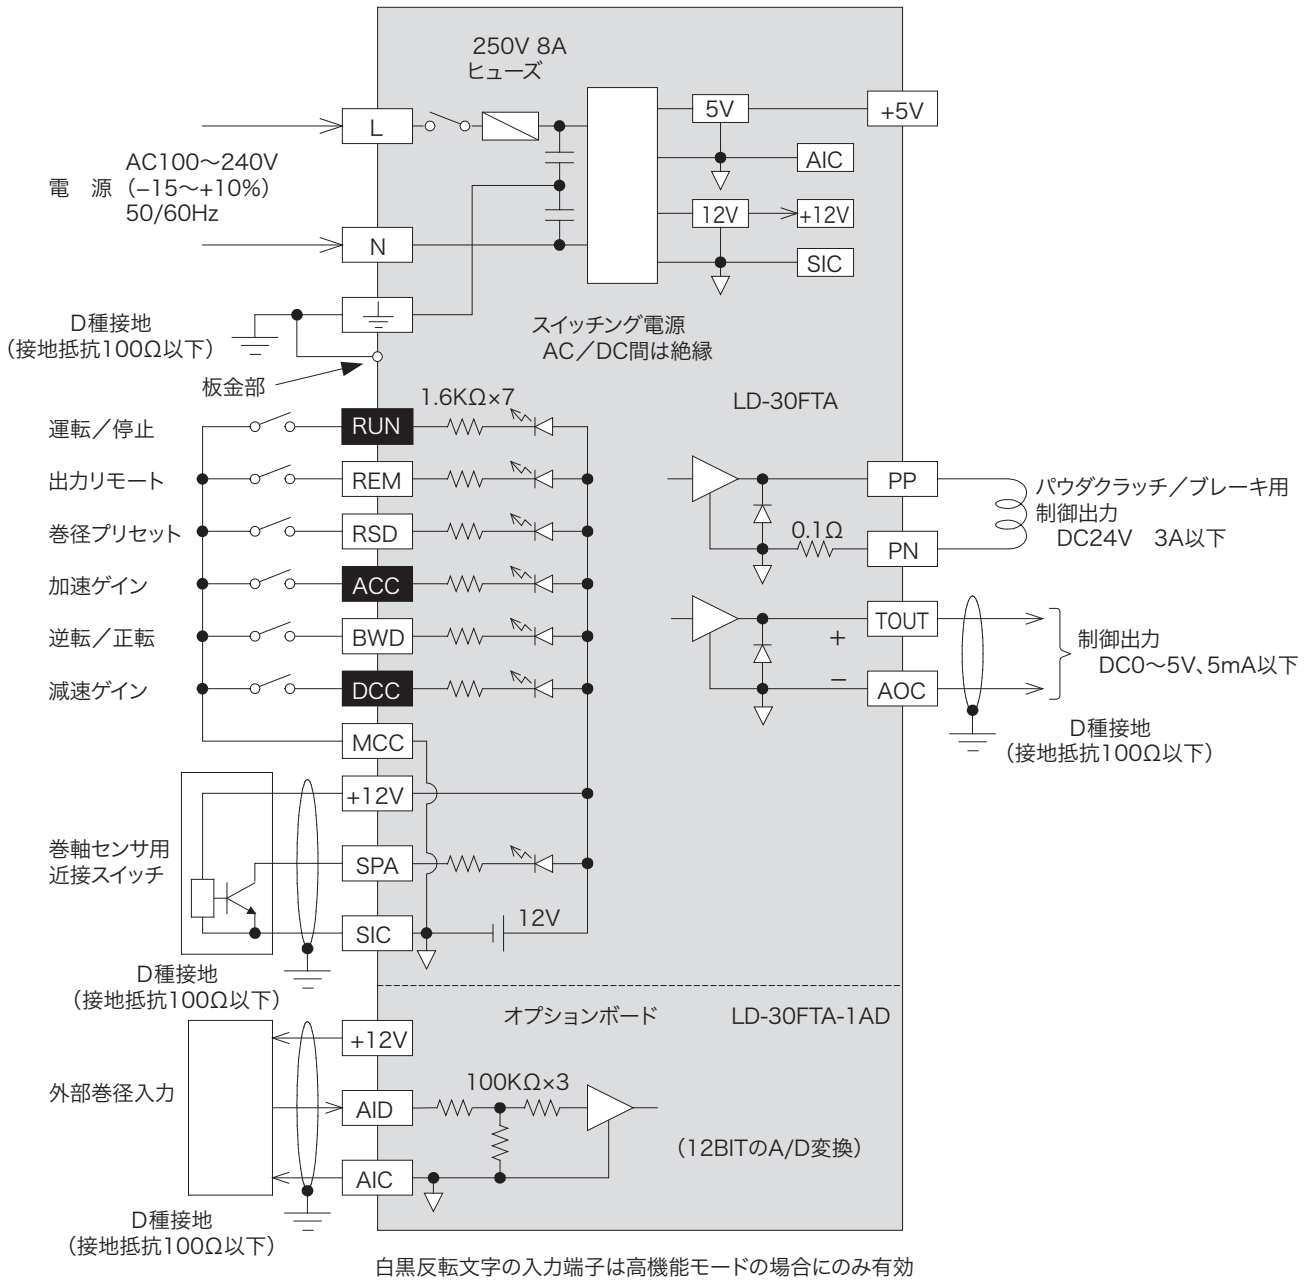 250V 8A
ヒューズ
L
5V
+5V
AIC
電 源
AC100～240V
(−15～+10%)
50/60Hz
12V
+12V
N
SIC
D種接地
(接地抵抗100Ω以下)
スイッチング電源
AC／DC間は絶縁
板金部
1.6KΩ×7
LD-30FTA
運転／停止
RUN
出力リモート
REM
巻径プリセット
RSD
加速ゲイン
ACC
逆転／正転
BWD
減速ゲイン
DCC
MCC
PP
0.1Ω
PN
パウダクラッチ／ブレーキ用
制御出力
DC24V 3A以下
TOUT
+
−
AOC
制御出力
DC0～5V、5mA以下
D種接地
(接地抵抗100Ω以下)
+12V
巻軸センサ用
近接スイッチ
SPA
SIC
12V
D種接地
(接地抵抗100Ω以下)
オプションボード
LD-30FTA-1AD
+12V
外部巻径入力
100KΩ×3
AID
(12BITのA/D変換)
AIC
D種接地
(接地抵抗100Ω以下)
白黒反転文字の入力端子は高機能モードの場合にのみ有効